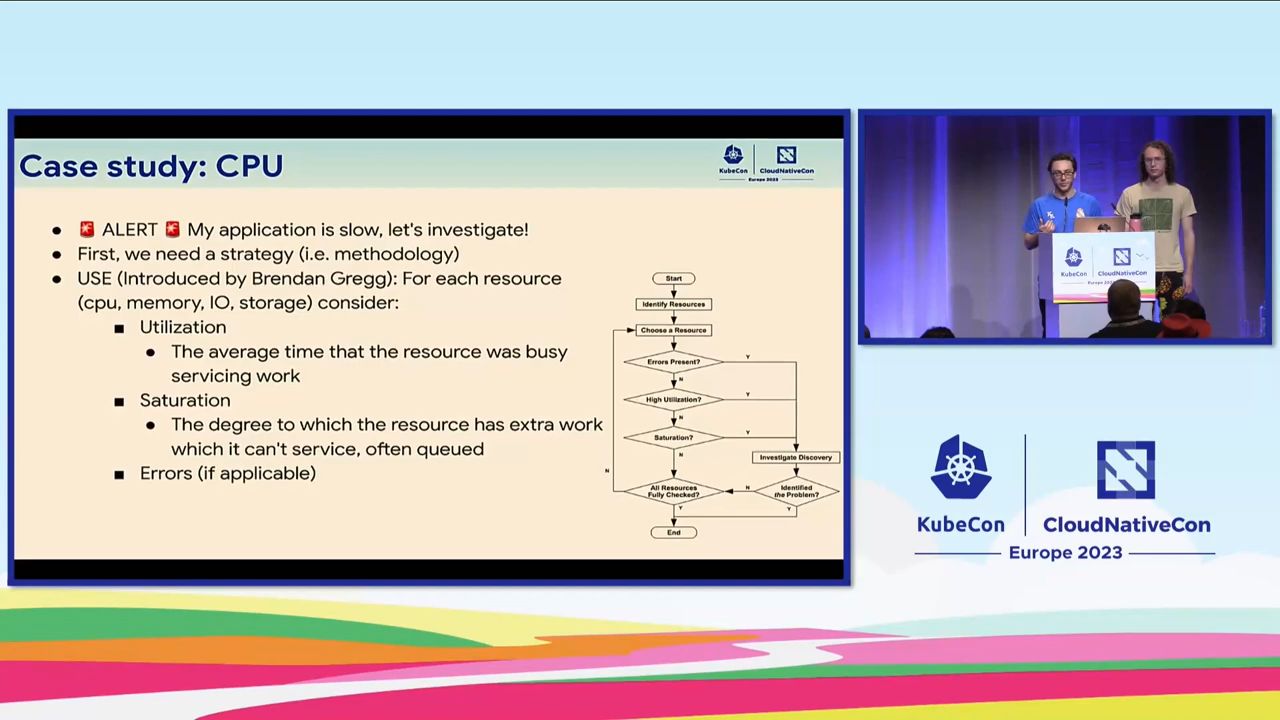 Case study: CPU
KubeCon
CloudNativeCon
Europe 2023
🚨 ALERT 🚨 My application is slow, let's investigate!
First, we need a strategy (i.e. methodology)
USE (Introduced by Brendan Gregg): For each resource
(cpu, memory, IO, storage) consider:
Utilization
The average time that the resource was busy
servicing work
Saturation
The degree to which the resource has extra work
which it can't service, often queued
Errors (if applicable)
Start
Identify Resources
Choose a Resource
Errors Present?
Y
N
High Utilization?
Y
N
Saturation?
Y
N
Investigate Discovery
N
All Resources
Fully Checked?
N
Identified
the Problem?
Y
Y
End
KubeCon
CloudNativeCon
Europe 2023
KubeCon
CloudNativeCon
Europe 2023